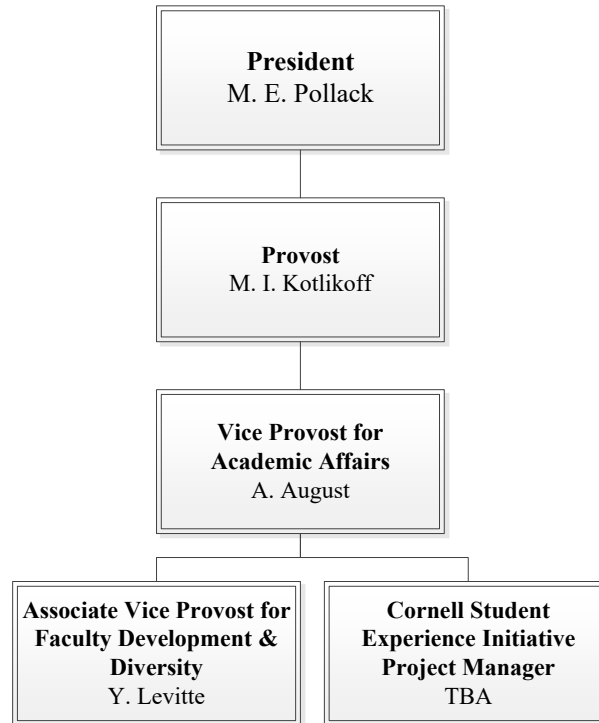 President
M. E. Pollack
Provost
M. I. Kotlikoff
Vice Provost for
Academic Affairs
A. August
Associate Vice Provost for
Faculty Development &
Diversity
Y. Levitte
Cornell Student
Experience Initiative
Project Manager
TBA